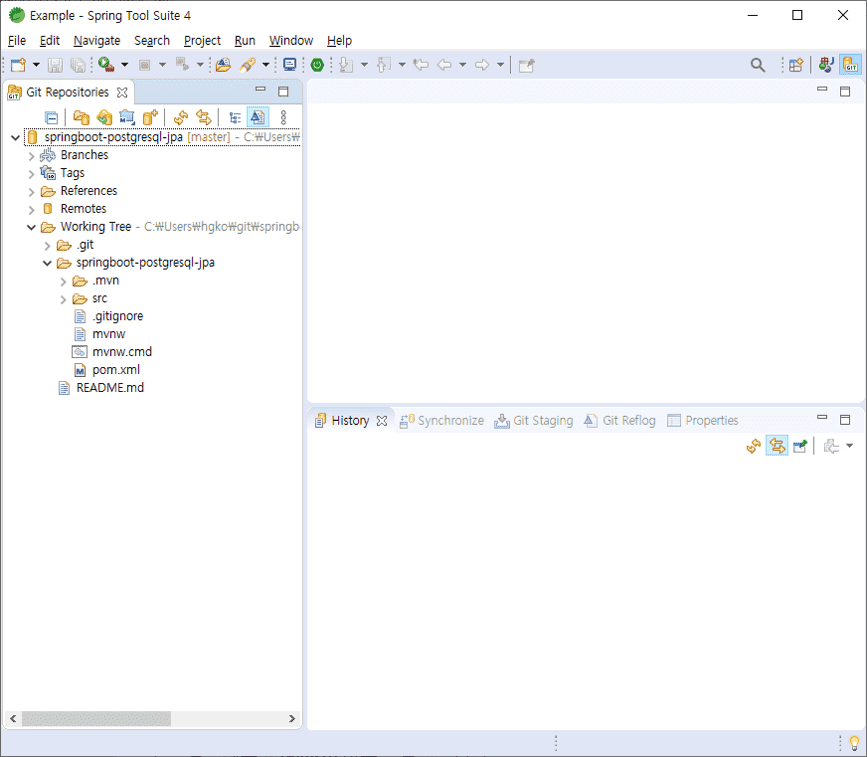 Example - Spring Tool Suite 4
File Edit Navigate Search Project Run Window Help
Git Repositories
springboot-postgresql-jpa [master] - C:₩Users₩
Branches
Tags
References
Remotes
Working Tree - C:₩Users₩hgko₩git₩springb
.git
springboot-postgresql-jpa
.mvn
src
.gitignore
mvnw
mvnw.cmd
pom.xml
README.md
History Synchronize Git Staging Git Reflog Properties